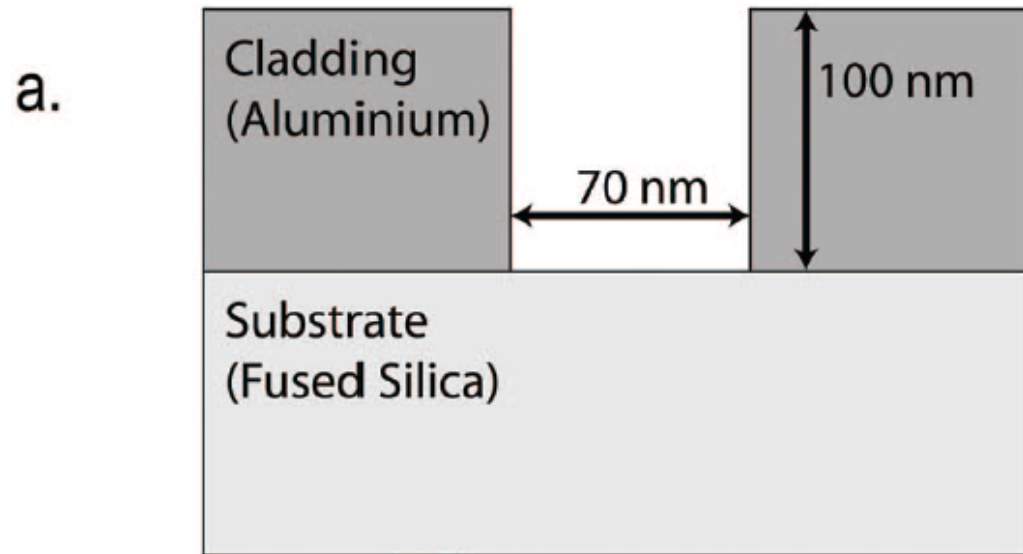 a.
Cladding
(Aluminium)
100 nm
70 nm
Substrate
(Fused Silica)